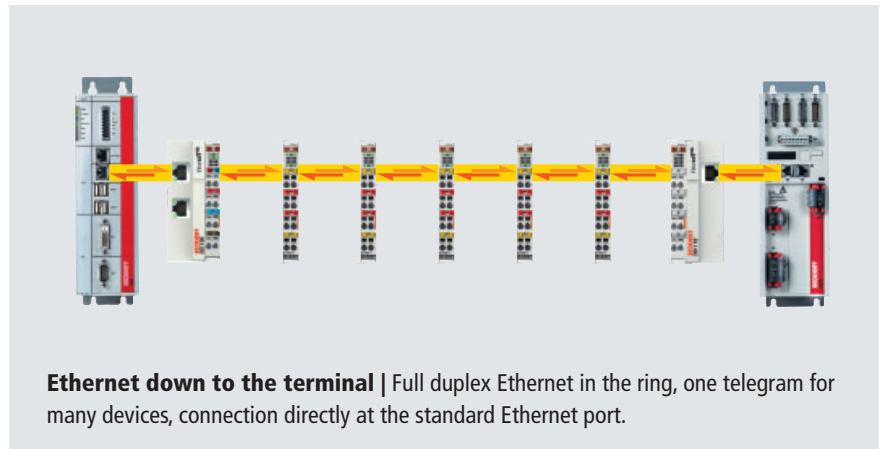 Ethernet down to the terminal | Full duplex Ethernet in the ring, one telegram for
many devices, connection directly at the standard Ethernet port.